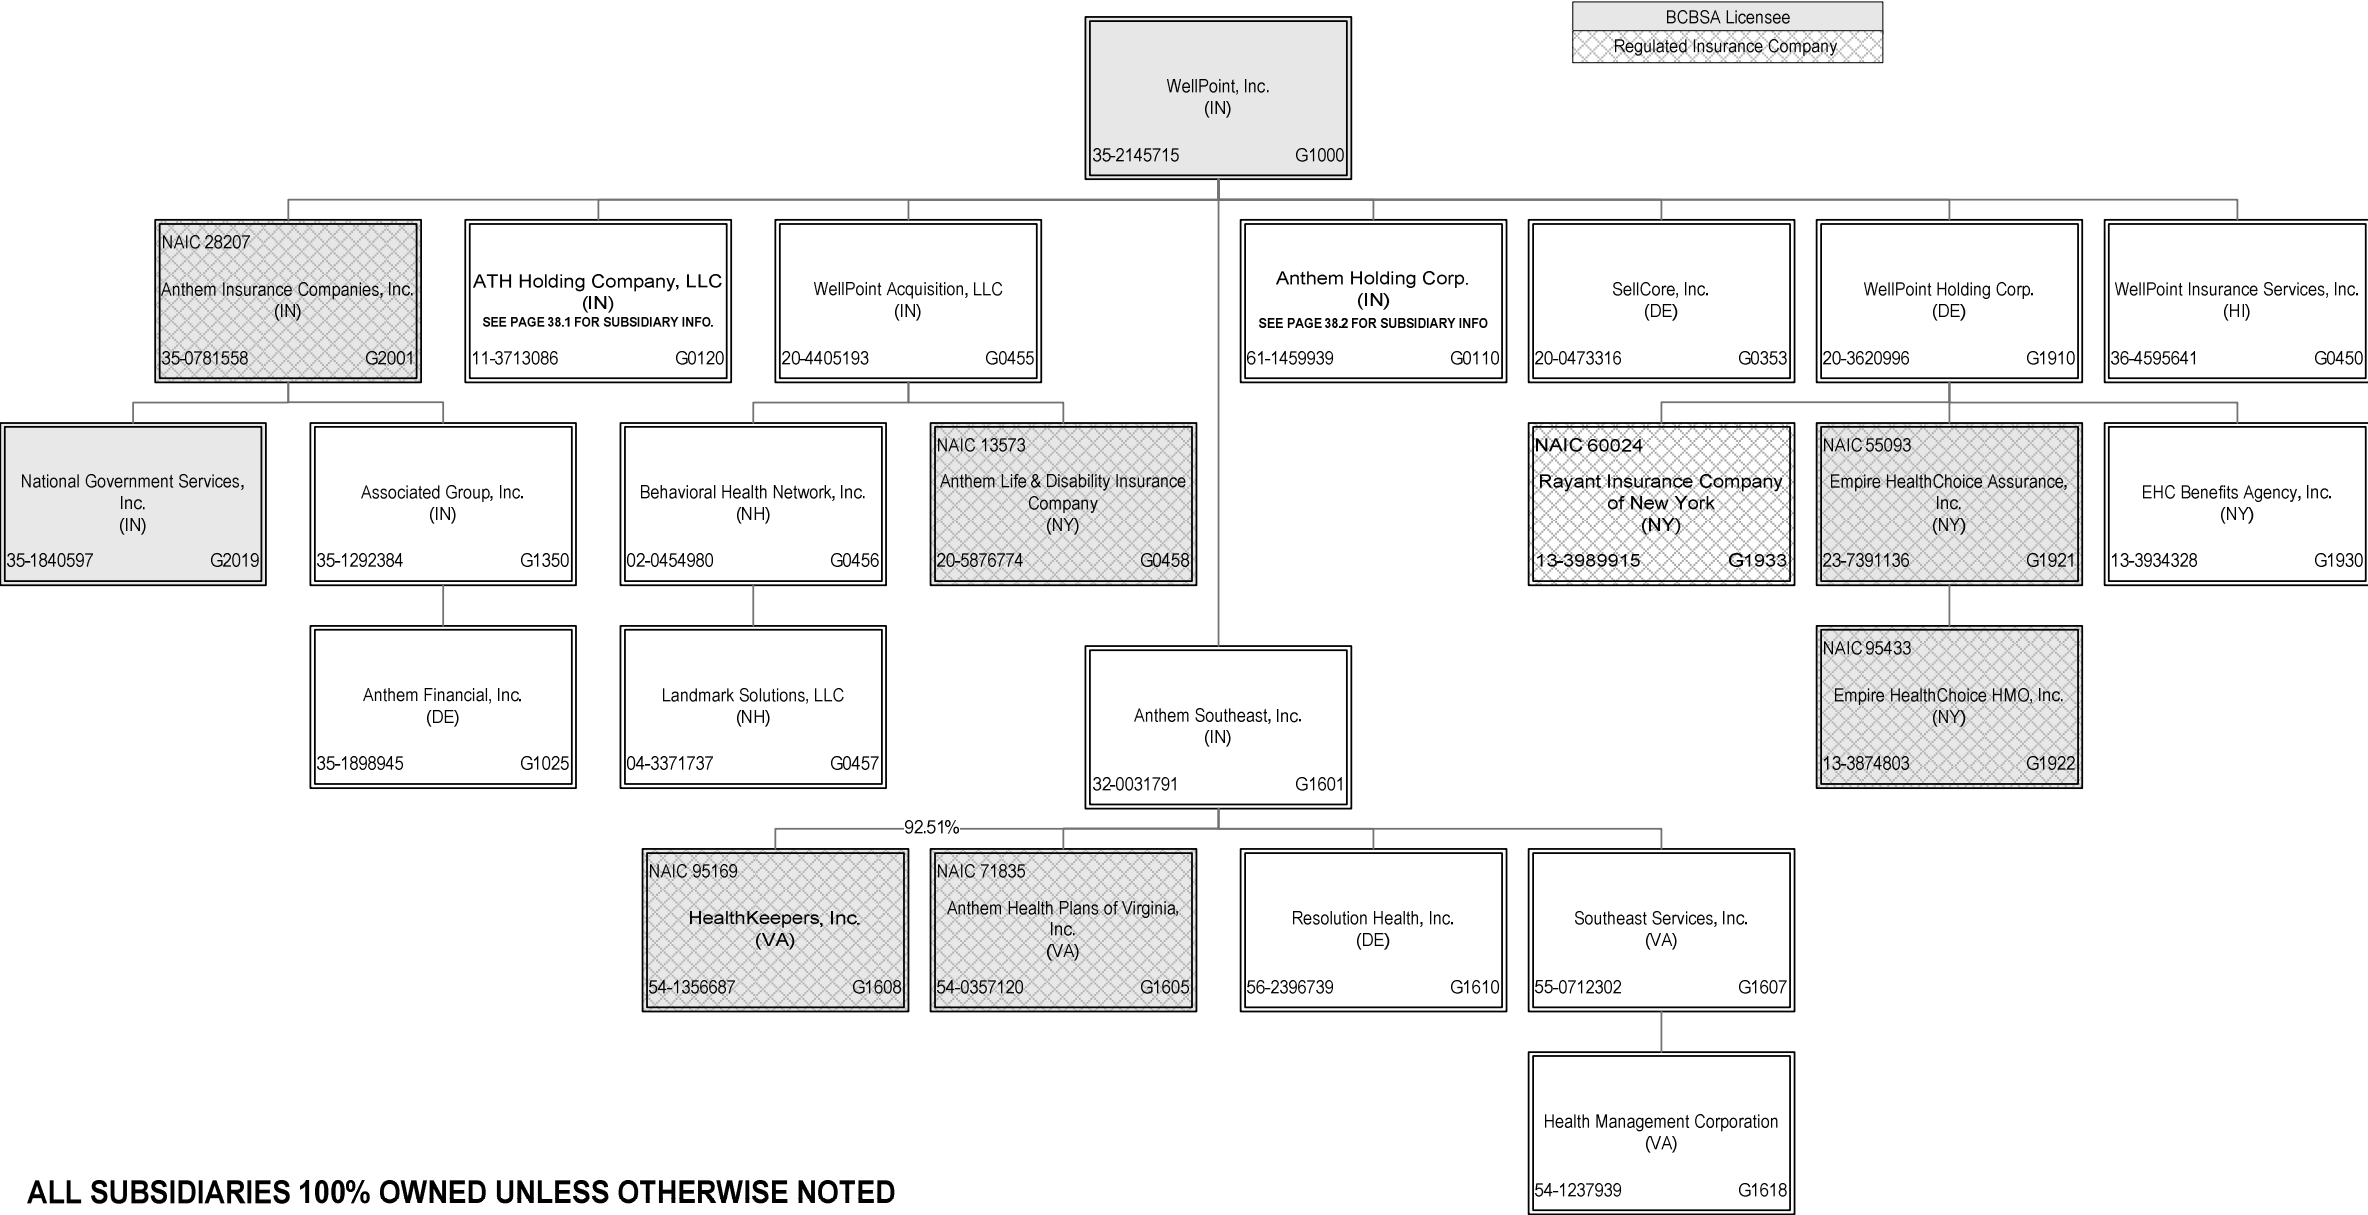 BCBSA Licensee
Regulated Insurance Company
WellPoint, Inc.
(IN)
35-2145715 G1000
NAIC 28207
Anthem Insurance Companies, Inc.
(IN)
35-0781558 G2001
ATH Holding Company, LLC
(IN)
SEE PAGE 38.1 FOR SUBSIDIARY INFO.
11-3713086 G0120
WellPoint Acquisition, LLC
(IN)
20-4405193 G0455
Anthem Holding Corp.
(IN)
SEE PAGE 38.2 FOR SUBSIDIARY INFO
61-1459939 G0110
SellCore, Inc.
(DE)
20-0473316 G0353
WellPoint Holding Corp.
(DE)
20-3620996 G1910
WellPoint Insurance Services, Inc.
(HI)
36-4595641 G0450
National Government Services,
Inc.
(IN)
35-1840597 G2019
Associated Group, Inc.
(IN)
35-1292384 G1350
Behavioral Health Network, Inc.
(NH)
02-0454980 G0456
NAIC 13573
Anthem Life & Disability Insurance
Company
(NY)
20-5876774 G0458
NAIC 60024
Rayant Insurance Company
of New York
(NY)
13-3989915 G1933
NAIC 55093
Empire HealthChoice Assurance,
Inc.
(NY)
23-7391136 G1921
EHC Benefits Agency, Inc.
(NY)
13-3934328 G1930
Anthem Financial, Inc.
(DE)
35-1898945 G1025
Landmark Solutions, LLC
(NH)
04-3371737 G0457
Anthem Southeast, Inc.
(IN)
32-0031791 G1601
NAIC 95433
Empire HealthChoice HMO, Inc.
(NY)
13-3874803 G1922
92.51%
NAIC 95169
HealthKeepers, Inc.
(VA)
54-1356687 G1608
NAIC 71835
Anthem Health Plans of Virginia,
Inc.
(VA)
54-0357120 G1605
Resolution Health, Inc.
(DE)
56-2396739 G1610
Southeast Services, Inc.
(VA)
55-0712302 G1607
Health Management Corporation
(VA)
54-1237939 G1618
ALL SUBSIDIARIES 100% OWNED UNLESS OTHERWISE NOTED